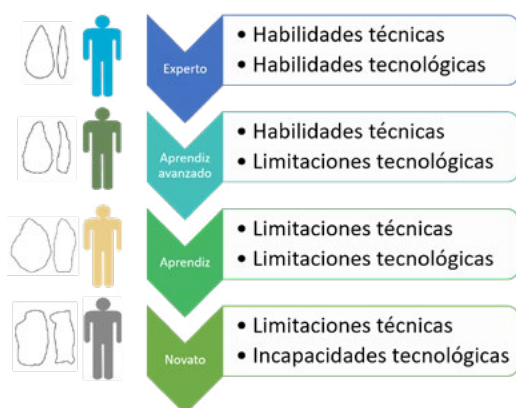 Experto
• Habilidades técnicas
• Habilidades tecnológicas
Aprendiz
avanzado
• Habilidades técnicas
• Limitaciones tecnológicas
Aprendiz
• Limitaciones técnicas
• Limitaciones tecnológicas
Novato
• Limitaciones técnicas
• Incapacidades tecnológicas